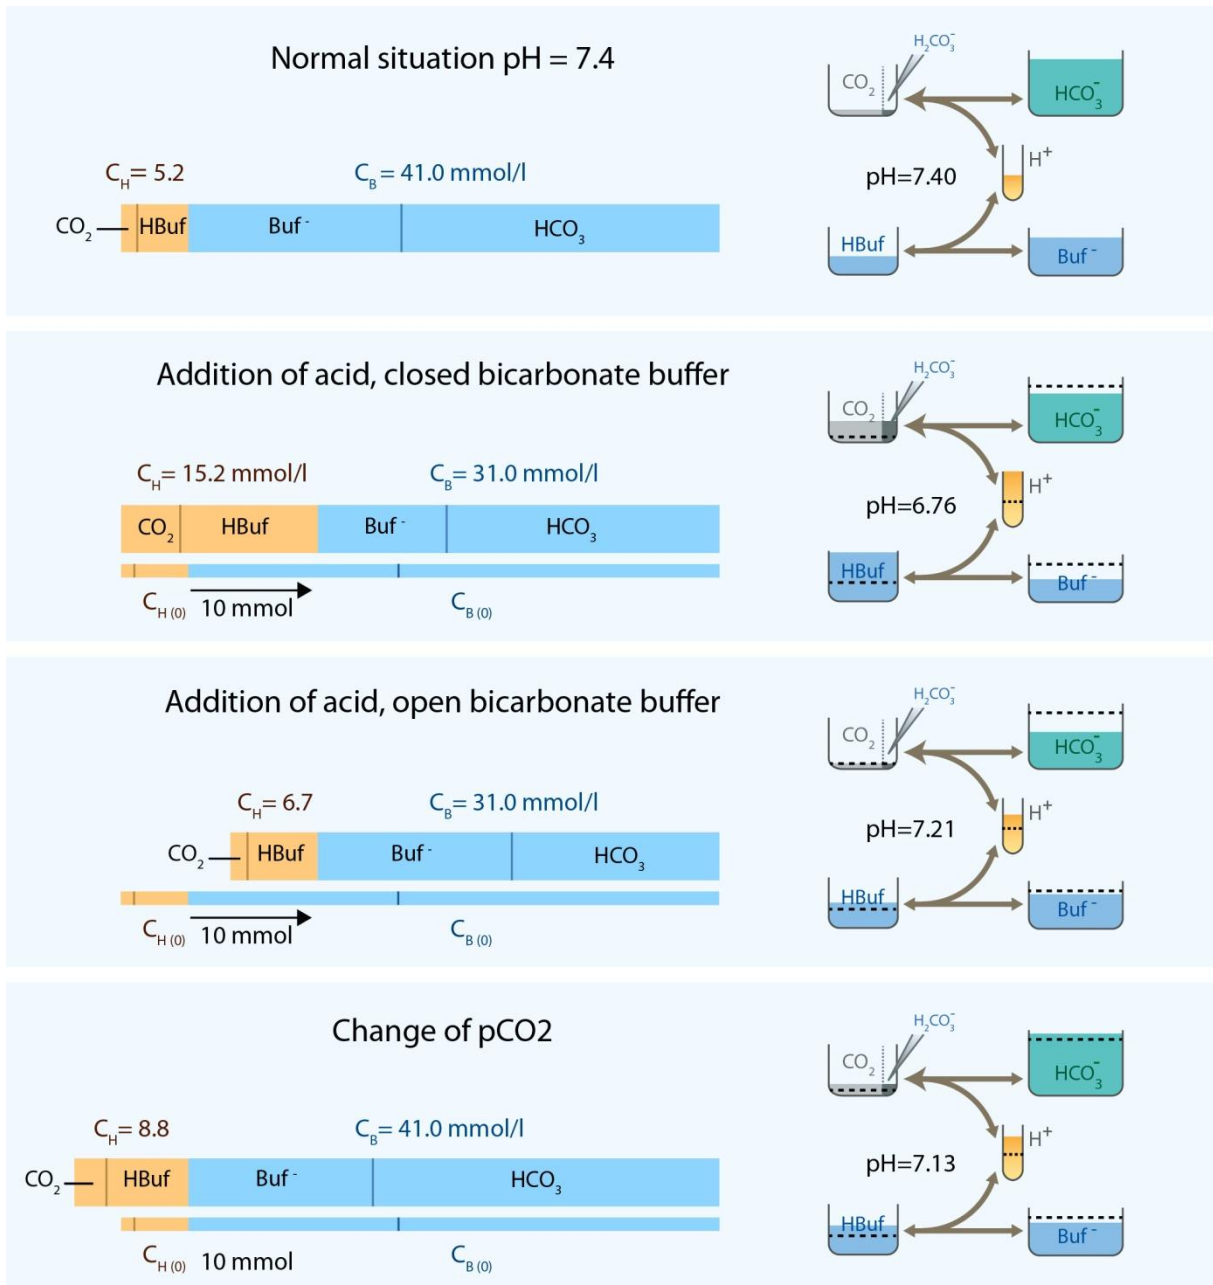 Normal situation pH = 7.4
C_H= 5.2
C_B= 41.0 mmol/l
CO₂
HBuf
Buf ⁻
HCO₃
H₂CO₃⁻
CO₂
HCO₃⁻
H⁺
pH=7.40
HBuf
Buf ⁻
Addition of acid, closed bicarbonate buffer
C_H= 15.2 mmol/l
C_B= 31.0 mmol/l
CO₂
HBuf
Buf ⁻
HCO₃
C_H (0)
10 mmol
C_B (0)
H₂CO₃⁻
CO₂
HCO₃⁻
H⁺
pH=6.76
HBuf
Buf ⁻
Addition of acid, open bicarbonate buffer
C_H= 6.7
C_B= 31.0 mmol/l
CO₂
HBuf
Buf ⁻
HCO₃
C_H (0)
10 mmol
C_B (0)
H₂CO₃⁻
CO₂
HCO₃⁻
H⁺
pH=7.21
HBuf
Buf ⁻
Change of pCO2
C_H= 8.8
C_B= 41.0 mmol/l
CO₂
HBuf
Buf ⁻
HCO₃
C_H (0)
10 mmol
C_B (0)
H₂CO₃⁻
CO₂
HCO₃⁻
H⁺
pH=7.13
HBuf
Buf ⁻